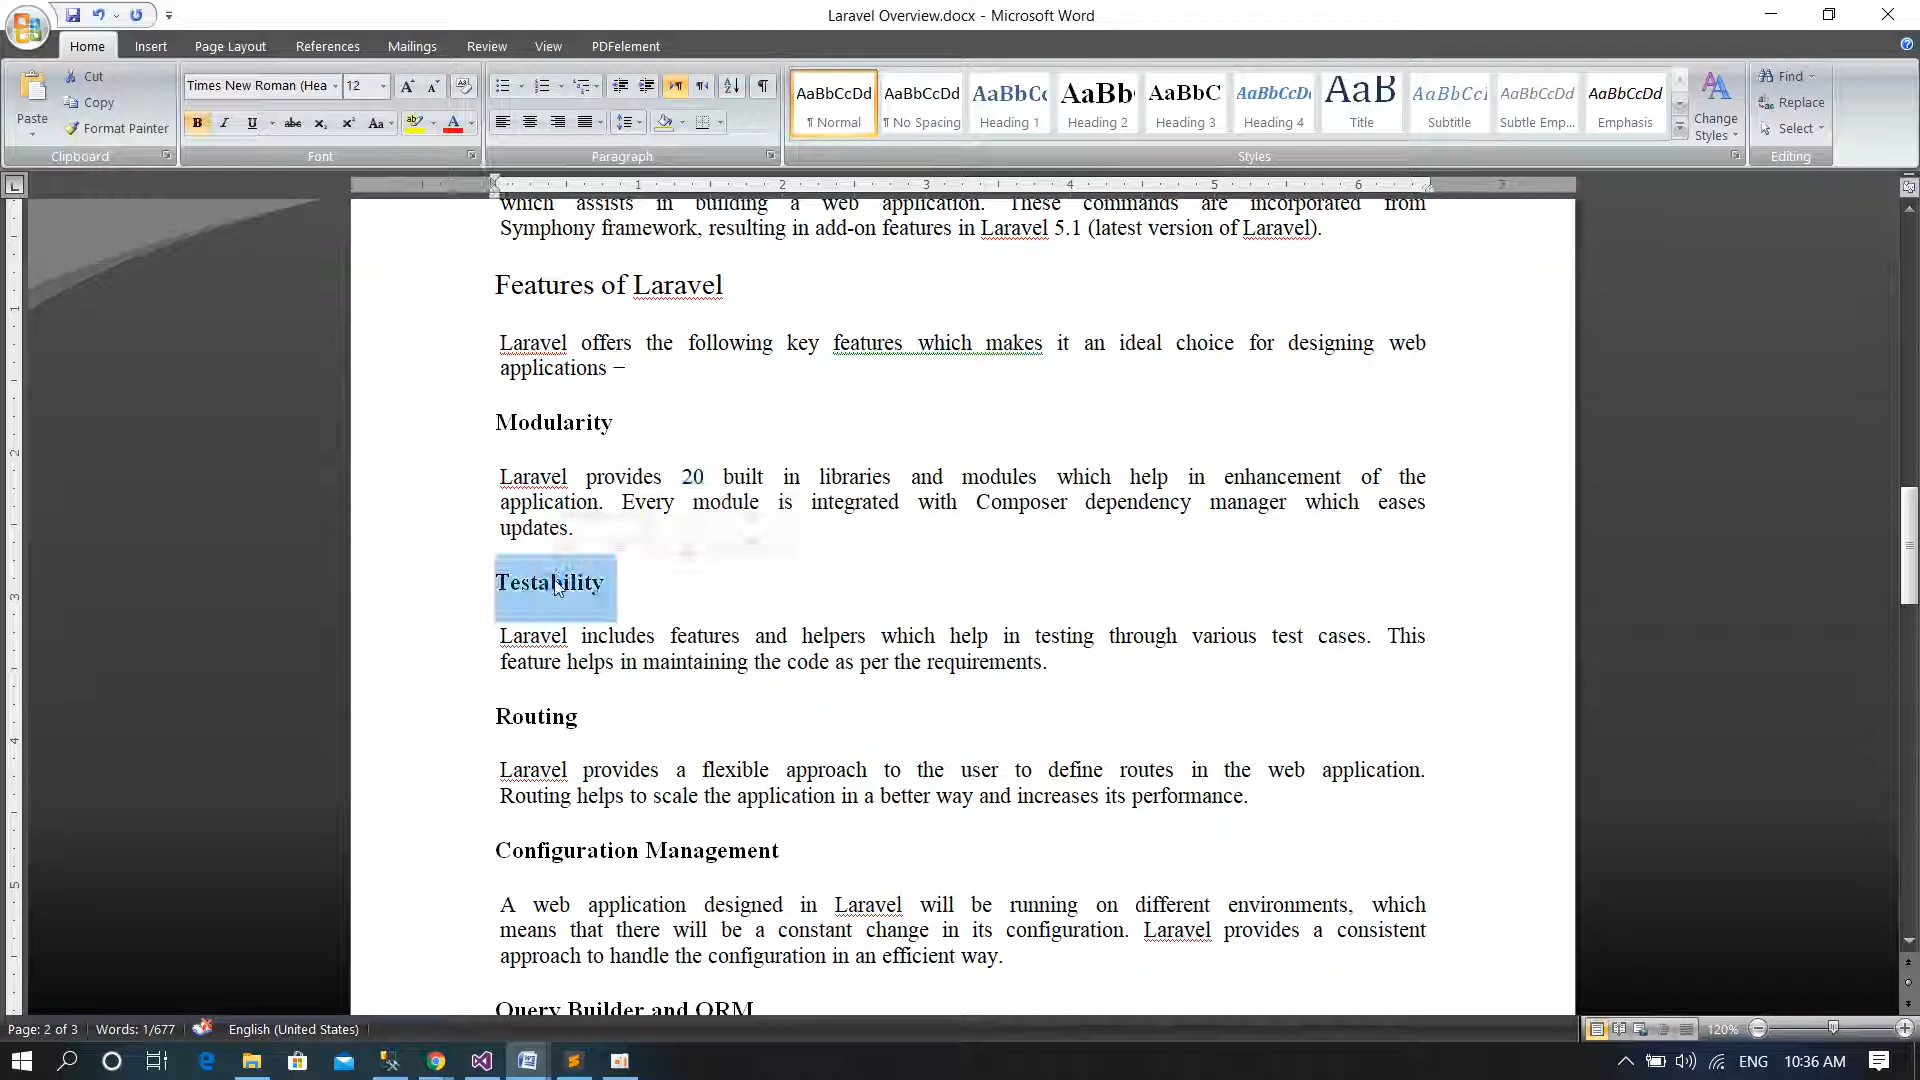 Laravel Overview.docx - Microsoft Word
Home Insert Page Layout References Mailings Review View PDFelement
Paste
Cut
Copy
Format Painter
Clipboard
Times New Roman (Hea 12
Font
Paragraph
AaBbCcDd AaBbCcDd AaBbCc AaBb( AaBbC AaBbCcDc AaB AaBbCcl AaBbCcDd AaBbCcDd
¶ Normal ¶ No Spacing Heading 1 Heading 2 Heading 3 Heading 4 Title Subtitle Subtle Emp... Emphasis
Change Styles
Styles
Find
Replace
Select
Editing
1 2 3 4 5 6 7
which assists in building a web application. These commands are incorporated from
Symphony framework, resulting in add-on features in Laravel 5.1 (latest version of Laravel).
Features of Laravel
Laravel offers the following key features which makes it an ideal choice for designing web
applications −
Modularity
Laravel provides 20 built in libraries and modules which help in enhancement of the
application. Every module is integrated with Composer dependency manager which eases
updates.
Testability
Laravel includes features and helpers which help in testing through various test cases. This
feature helps in maintaining the code as per the requirements.
Routing
Laravel provides a flexible approach to the user to define routes in the web application.
Routing helps to scale the application in a better way and increases its performance.
Configuration Management
A web application designed in Laravel will be running on different environments, which
means that there will be a constant change in its configuration. Laravel provides a consistent
approach to handle the configuration in an efficient way.
Query Builder and ORM
Page: 2 of 3 Words: 1/677 English (United States) 120%
ENG 10:36 AM